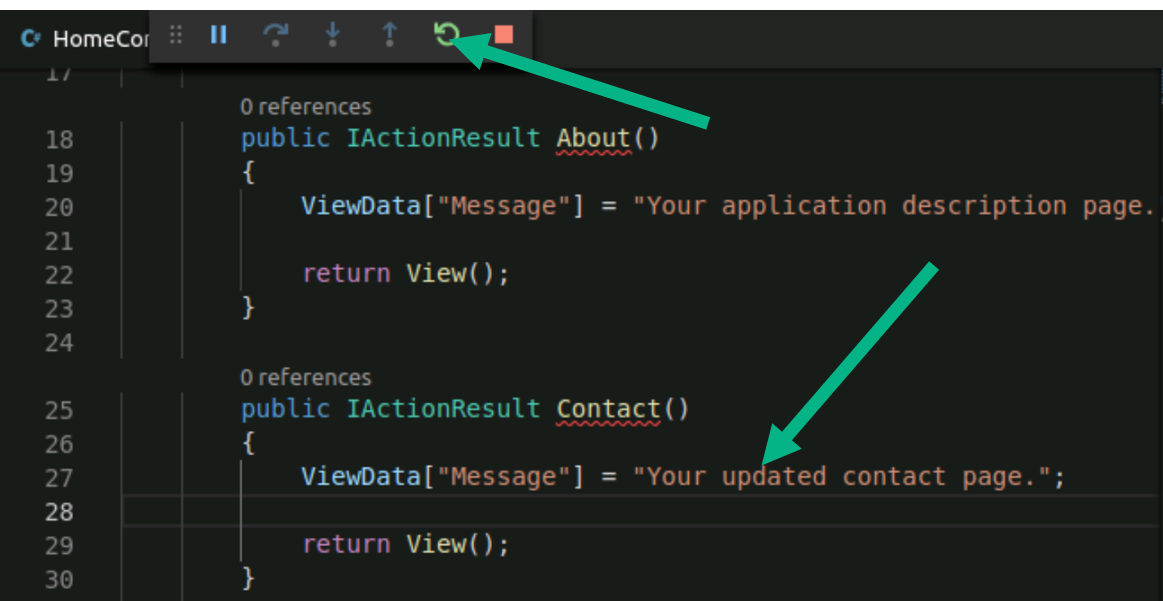 C# HomeCor
17
0 references
18 public IActionResult About()
19 {
20 ViewData["Message"] = "Your application description page.
21
22 return View();
23 }
24
0 references
25 public IActionResult Contact()
26 {
27 ViewData["Message"] = "Your updated contact page.";
28
29 return View();
30 }